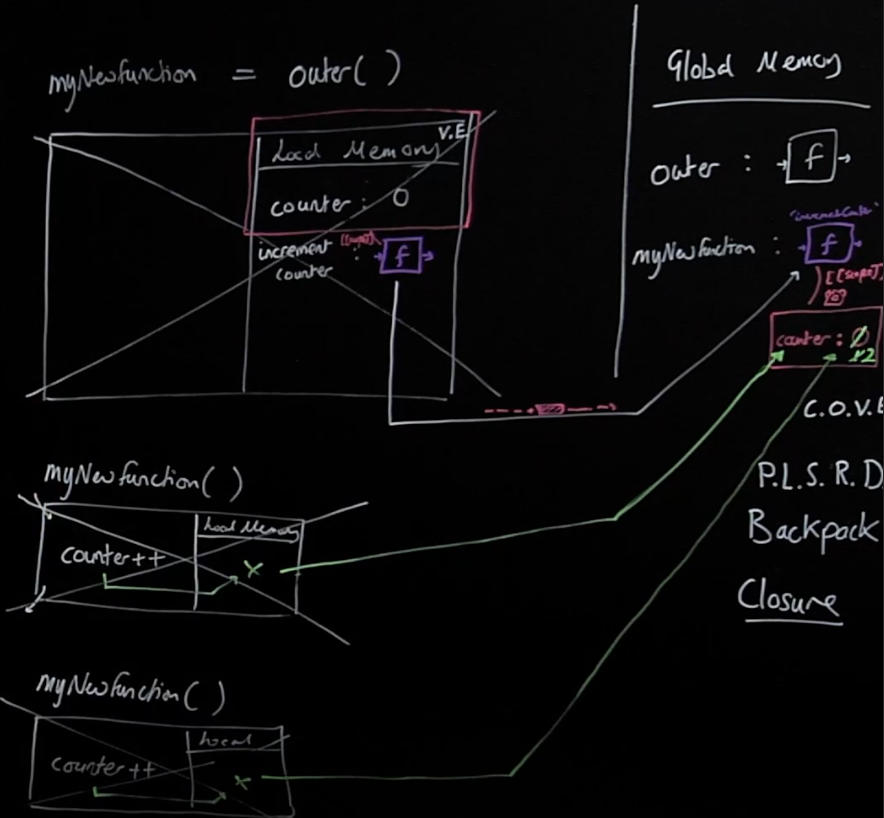 myNewfunction = outer( )
V.E.
Local Memory
counter : 0
increment
counter : f
[[scope]]
Global Memory
outer : f
"incrementCounter"
myNewfunction : f
[[scope]]
counter : 0
1 2
C.O.V.E
P.L.S.R.D
Backpack
Closure
myNewfunction( )
Local Memory
counter++
x
myNewfunction( )
Local
counter++
x